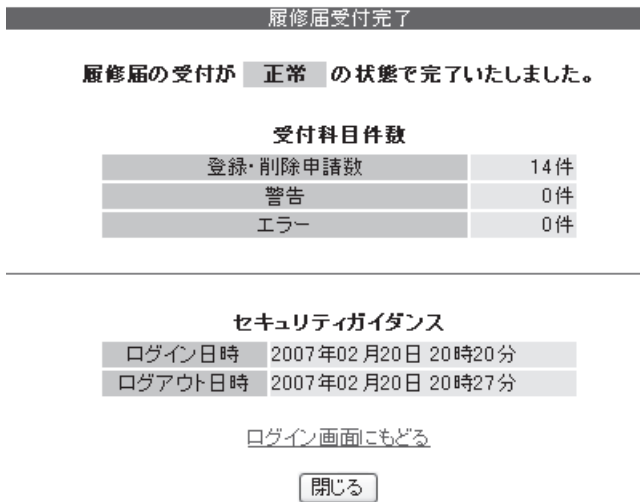 履修届受付完了
履修届の受付が 正常 の状態で完了いたしました。
受付科目件数
登録・削除申請数 14件
警告 0件
エラー 0件
セキュリティガイダンス
ログイン日時 2007年02月20日 20時20分
ログアウト日時 2007年02月20日 20時27分
ログイン画面にもどる
閉じる